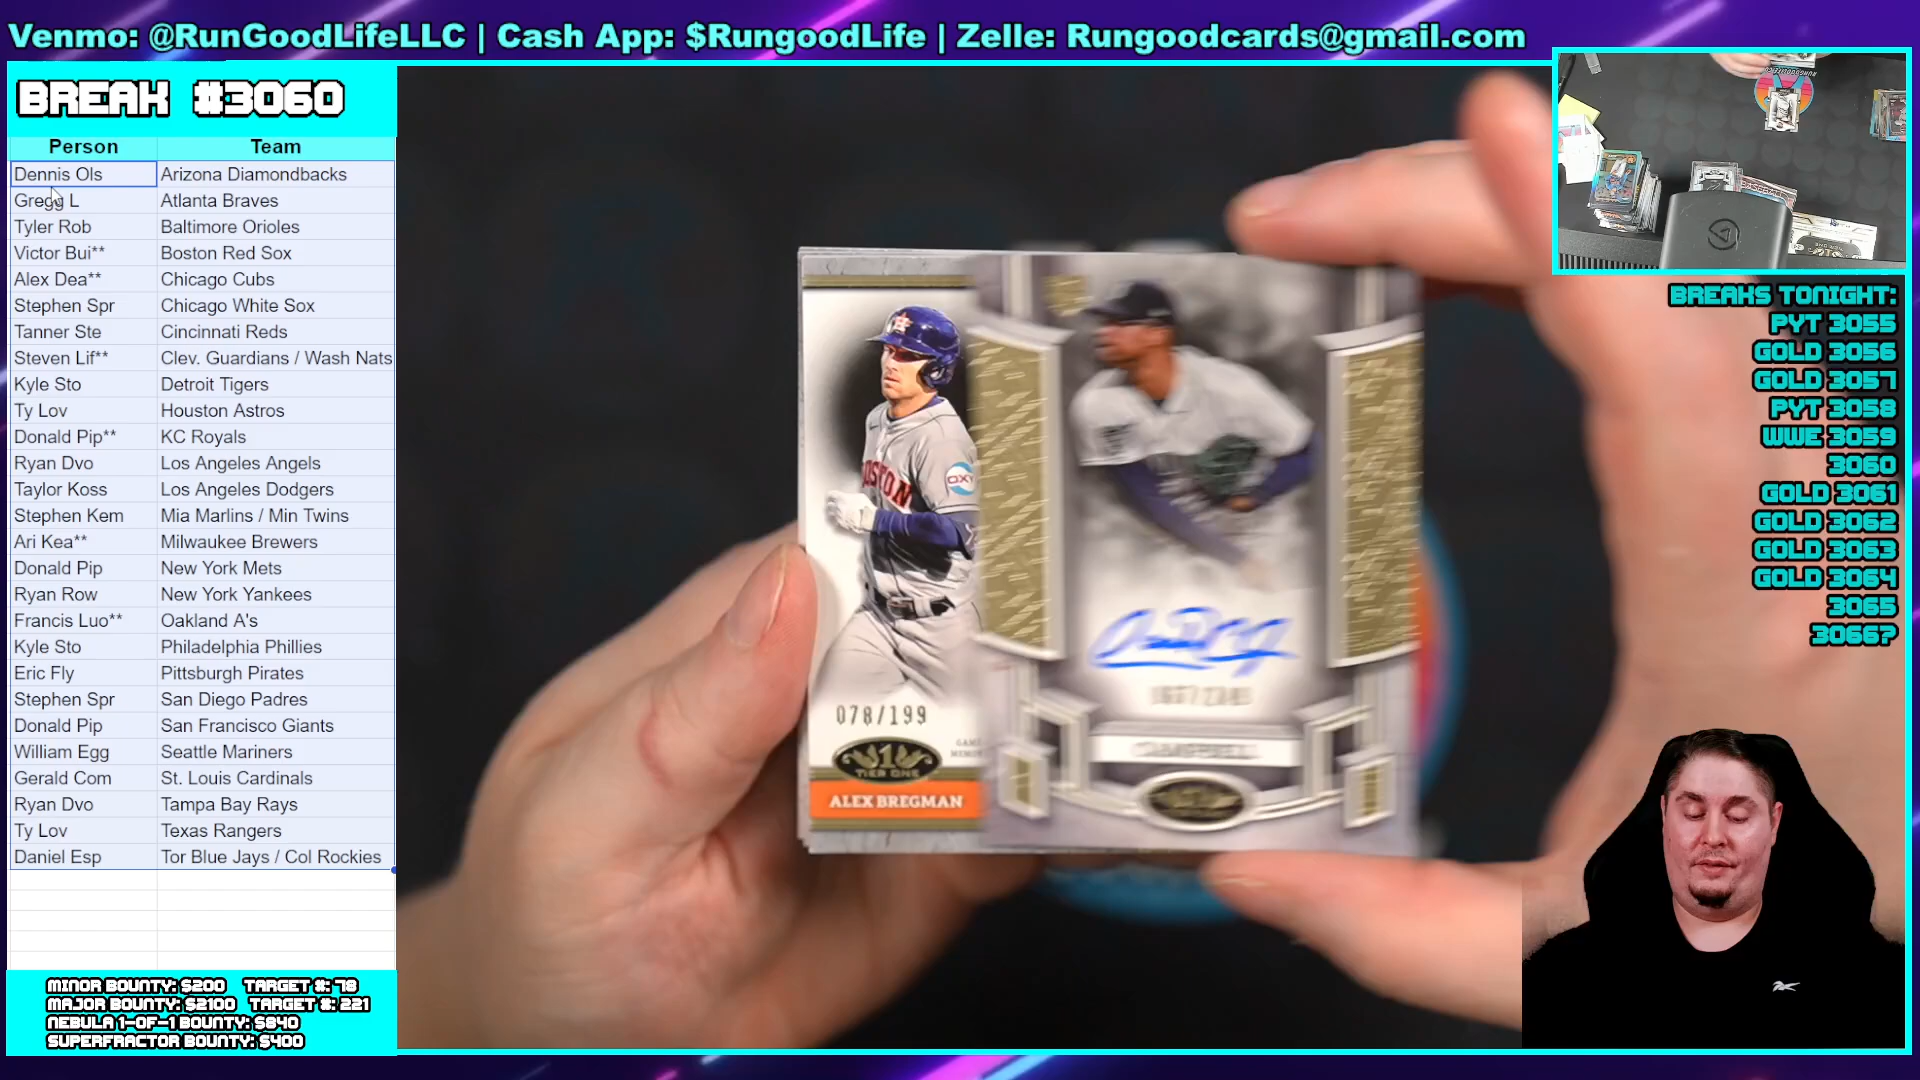 Venmo: @RunGoodLifeLLC | Cash App: $RungoodLife | Zelle: Rungoodcards@gmail.com
BREAK #3060
Person Team
Dennis Ols Arizona Diamondbacks
Gregg L Atlanta Braves
Tyler Rob Baltimore Orioles
Victor Bui** Boston Red Sox
Alex Dea** Chicago Cubs
Stephen Spr Chicago White Sox
Tanner Ste Cincinnati Reds
Steven Lif** Clev. Guardians / Wash Nats
Kyle Sto Detroit Tigers
Ty Lov Houston Astros
Donald Pip** KC Royals
Ryan Dvo Los Angeles Angels
Taylor Koss Los Angeles Dodgers
Stephen Kem Mia Marlins / Min Twins
Ari Kea** Milwaukee Brewers
Donald Pip New York Mets
Ryan Row New York Yankees
Francis Luo** Oakland A's
Kyle Sto Philadelphia Phillies
Eric Fly Pittsburgh Pirates
Stephen Spr San Diego Padres
Donald Pip San Francisco Giants
William Egg Seattle Mariners
Gerald Com St. Louis Cardinals
Ryan Dvo Tampa Bay Rays
Ty Lov Texas Rangers
Daniel Esp Tor Blue Jays / Col Rockies
MINOR BOUNTY: $200 TARGET #: 78
MAJOR BOUNTY: $2100 TARGET #: 221
NEBULA 1-OF-1 BOUNTY: $840
SUPERFRACTOR BOUNTY: $400
OXY
078/199
1
TIER ONE
ALEX BREGMAN
CAMPBELL
BREAKS TONIGHT:
PYT 3055
GOLD 3056
GOLD 3057
PYT 3058
WWE 3059
3060
GOLD 3061
GOLD 3062
GOLD 3063
GOLD 3064
3065
3066?